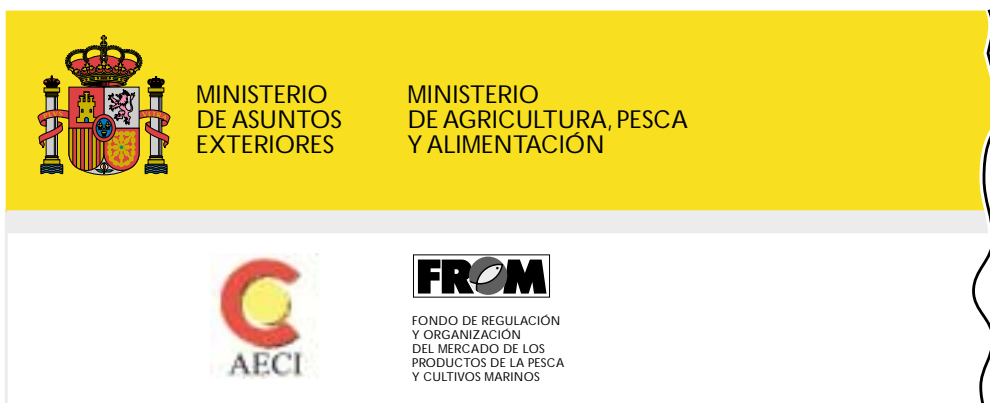 MINISTERIO
DE ASUNTOS
EXTERIORES
MINISTERIO
DE AGRICULTURA, PESCA
Y ALIMENTACIÓN
AECI
FROM
FONDO DE REGULACIÓN
Y ORGANIZACIÓN
DEL MERCADO DE LOS
PRODUCTOS DE LA PESCA
Y CULTIVOS MARINOS